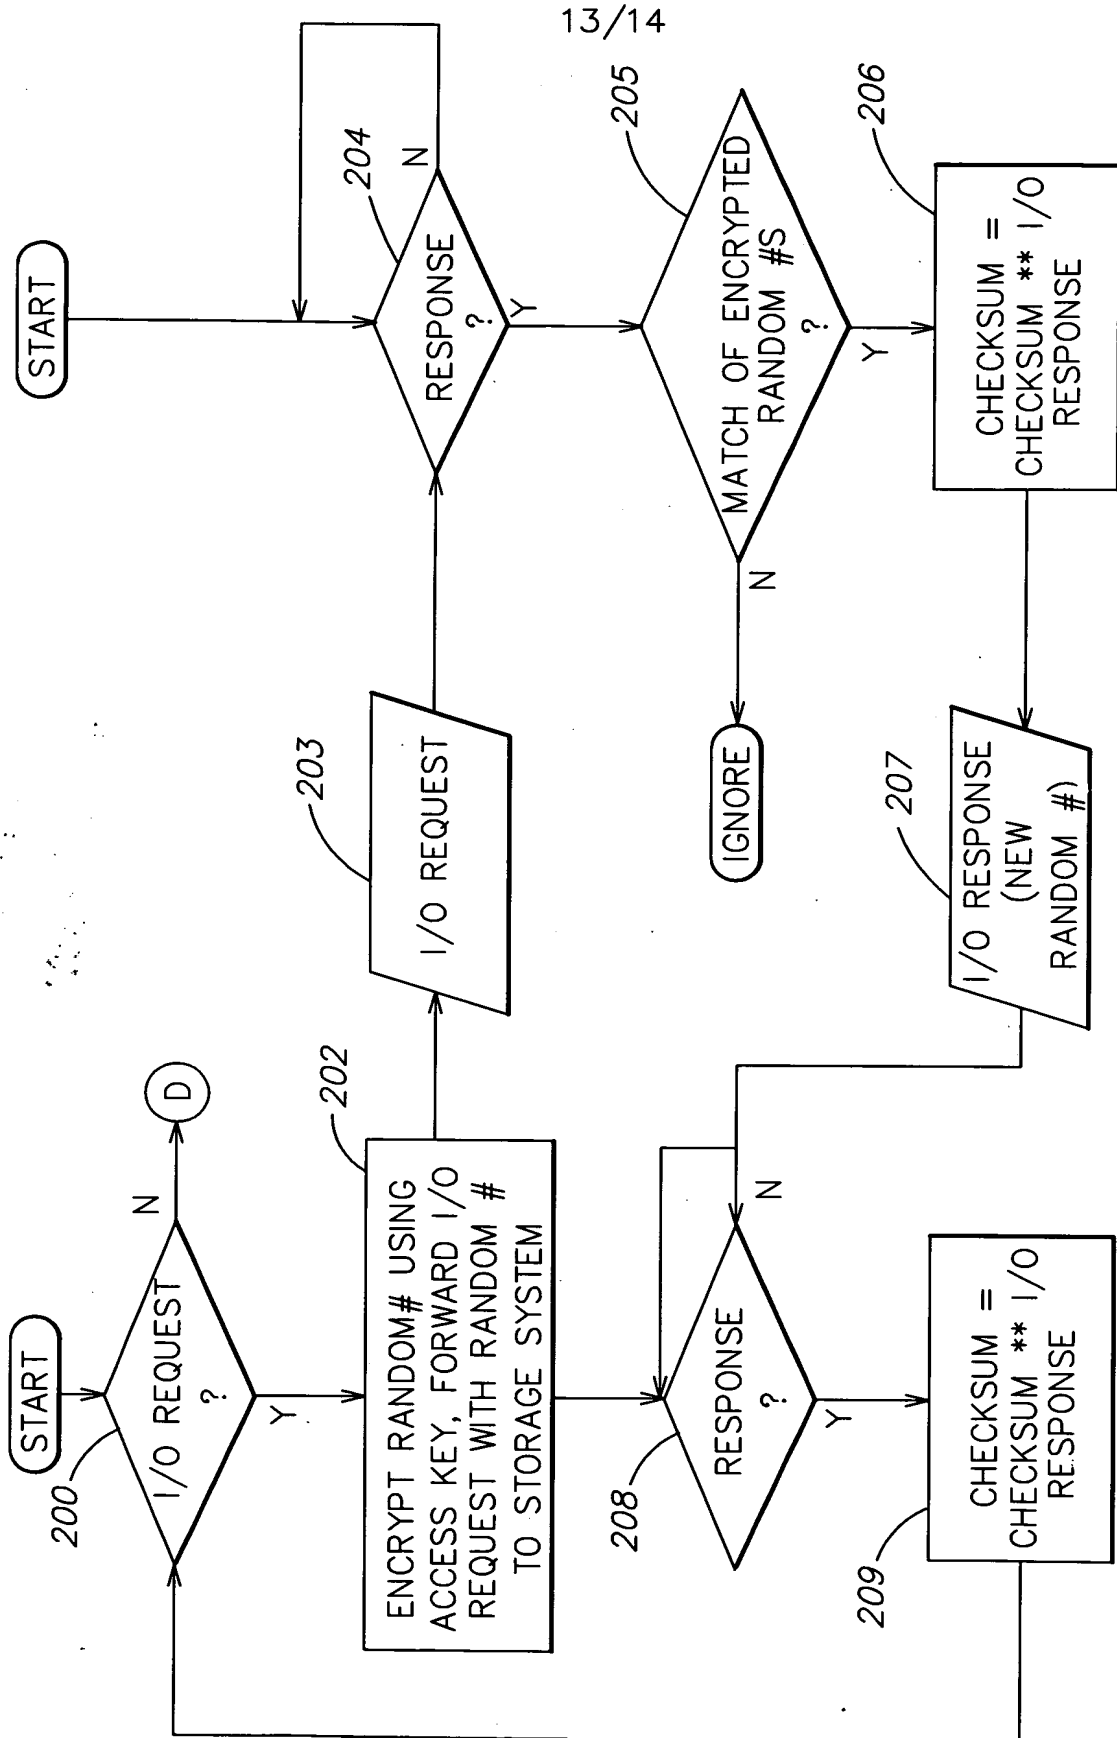 13/14
START
200
I/O REQUEST
?
N
D
Y
202
ENCRYPT RANDOM# USING
ACCESS KEY, FORWARD I/O
REQUEST WITH RANDOM #
TO STORAGE SYSTEM
203
I/O REQUEST
START
204
RESPONSE
?
N
Y
205
MATCH OF ENCRYPTED
RANDOM #S
?
N
IGNORE
Y
206
CHECKSUM =
CHECKSUM ** I/O
RESPONSE
207
I/O RESPONSE
(NEW
RANDOM #)
208
RESPONSE
?
N
Y
209
CHECKSUM =
CHECKSUM ** I/O
RESPONSE